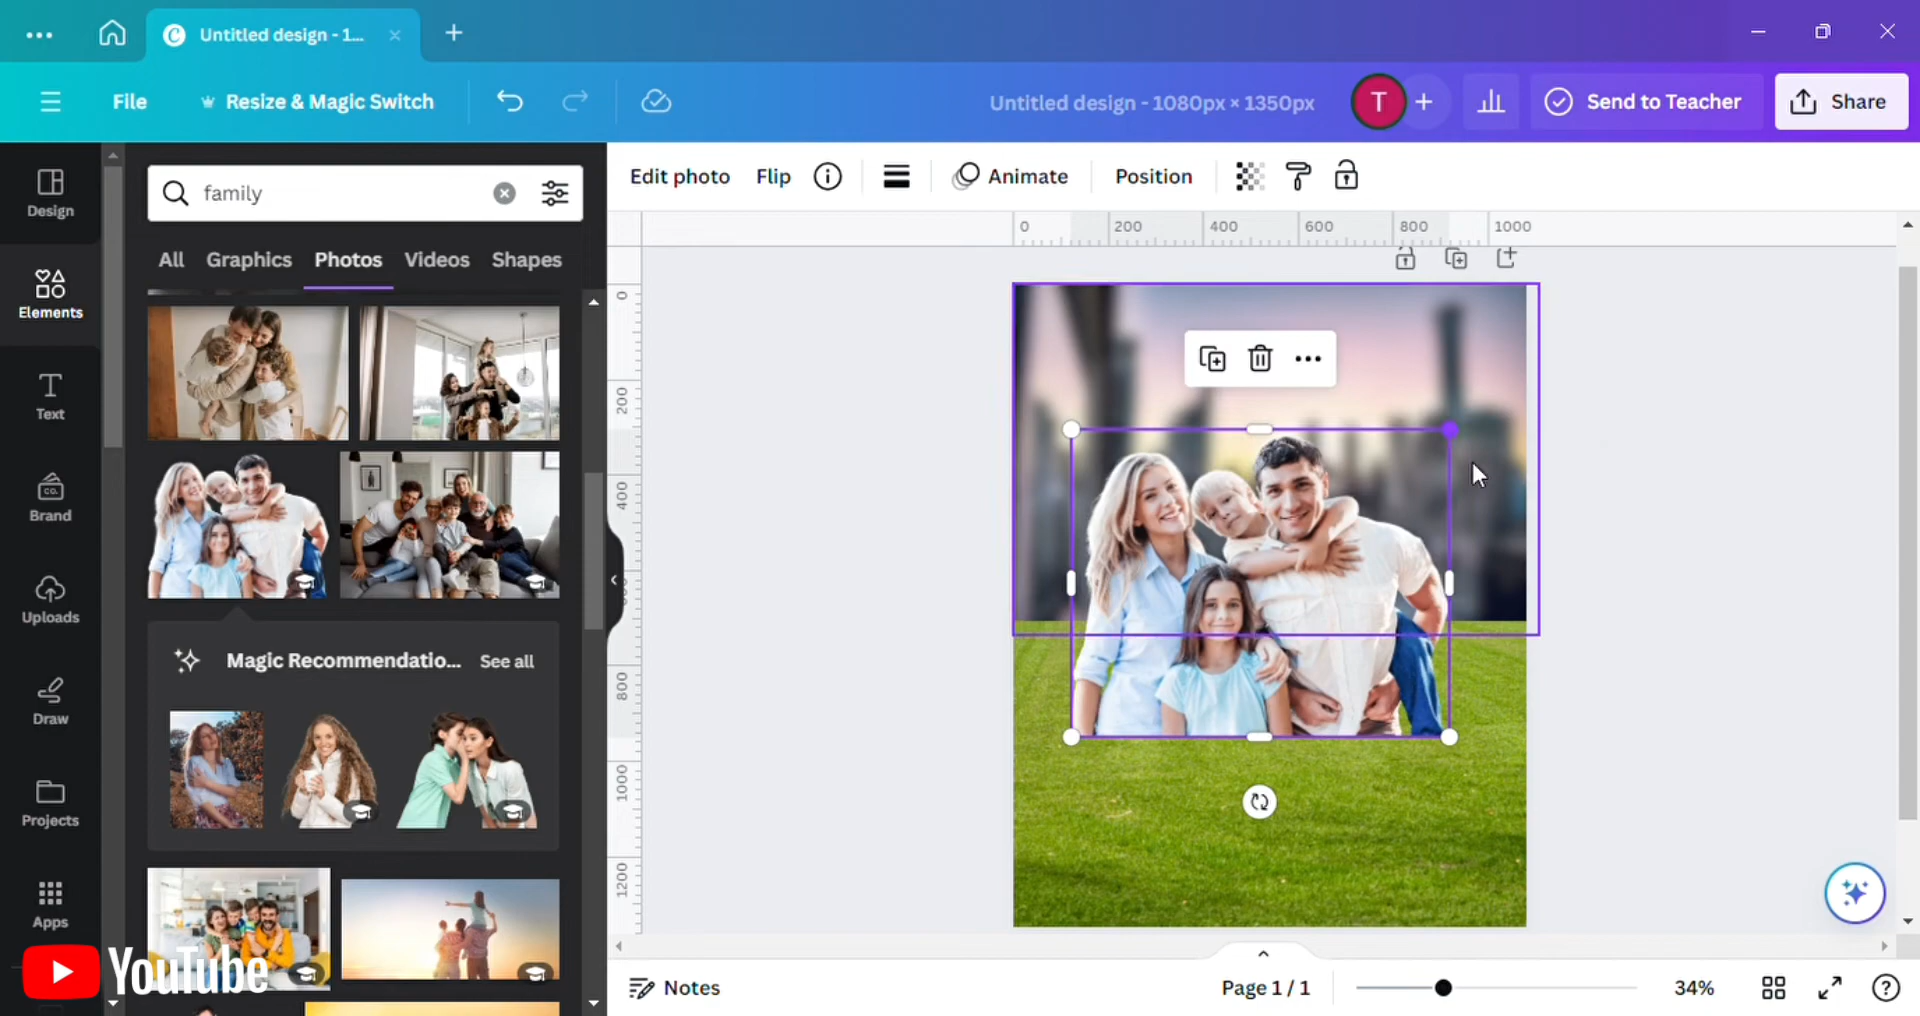 Untitled design - 1...
File
Resize & Magic Switch
Untitled design - 1080px × 1350px
T
Send to Teacher
Share
Design
Elements
Text
Brand
CO.
Uploads
Draw
Projects
Apps
family
All
Graphics
Photos
Videos
Shapes
Magic Recommendatio...
See all
Edit photo
Flip
Animate
Position
0
200
400
600
800
1000
0
200
400
800
1000
1200
Notes
Page 1 / 1
34%
YouTube